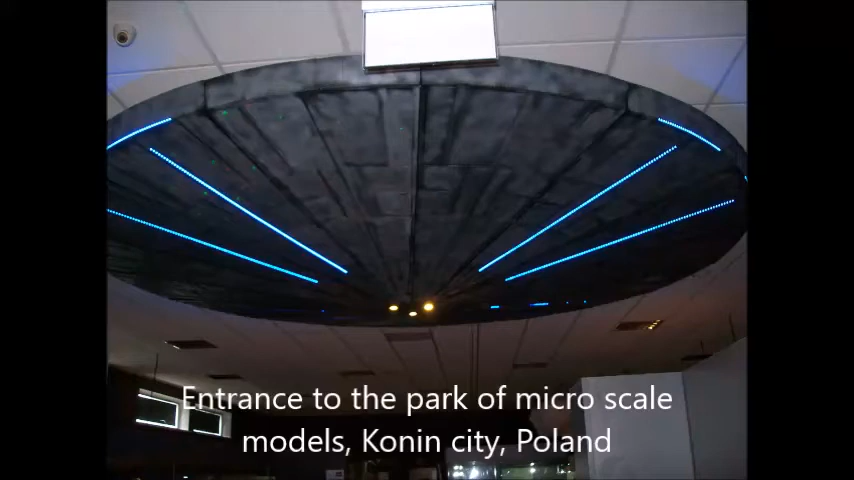 Entrance to the park of micro scale
models, Konin city, Poland